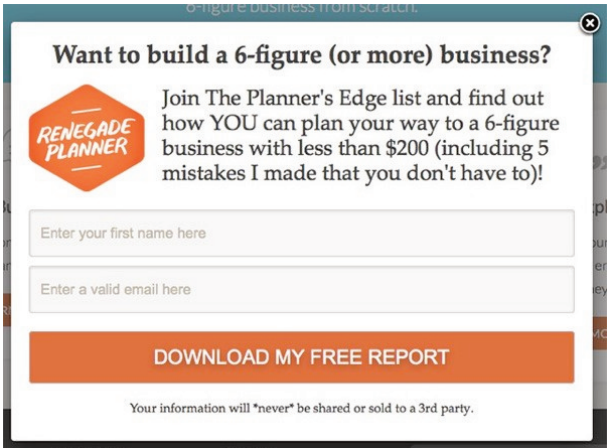 6-figure business from scratch.
Want to build a 6-figure (or more) business?
RENEGADE
PLANNER
Join The Planner's Edge list and find out
how YOU can plan your way to a 6-figure
business with less than $200 (including 5
mistakes I made that you don't have to)!
Enter your first name here
Enter a valid email here
DOWNLOAD MY FREE REPORT
Your information will *never* be shared or sold to a 3rd party.